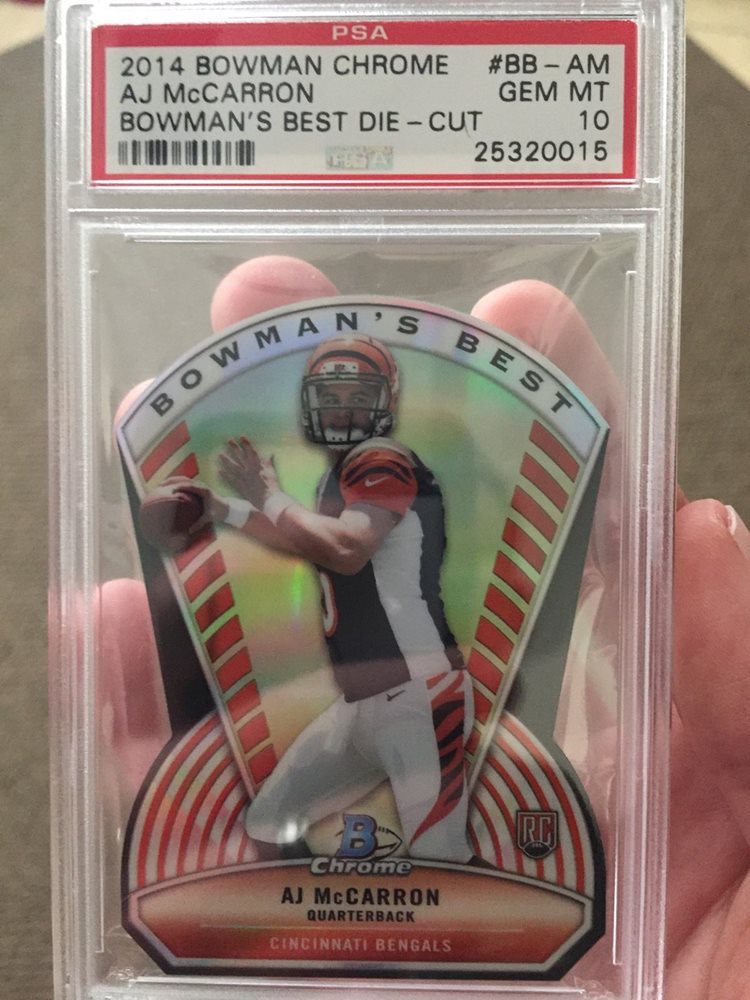 PSA
2014 BOWMAN CHROME #BB-AM
AJ McCARRON GEM MT
BOWMAN'S BEST DIE-CUT 10
25320015
PSA
BOWMAN'S BEST
B
Chrome
RC
AJ McCARRON
QUARTERBACK
CINCINNATI BENGALS